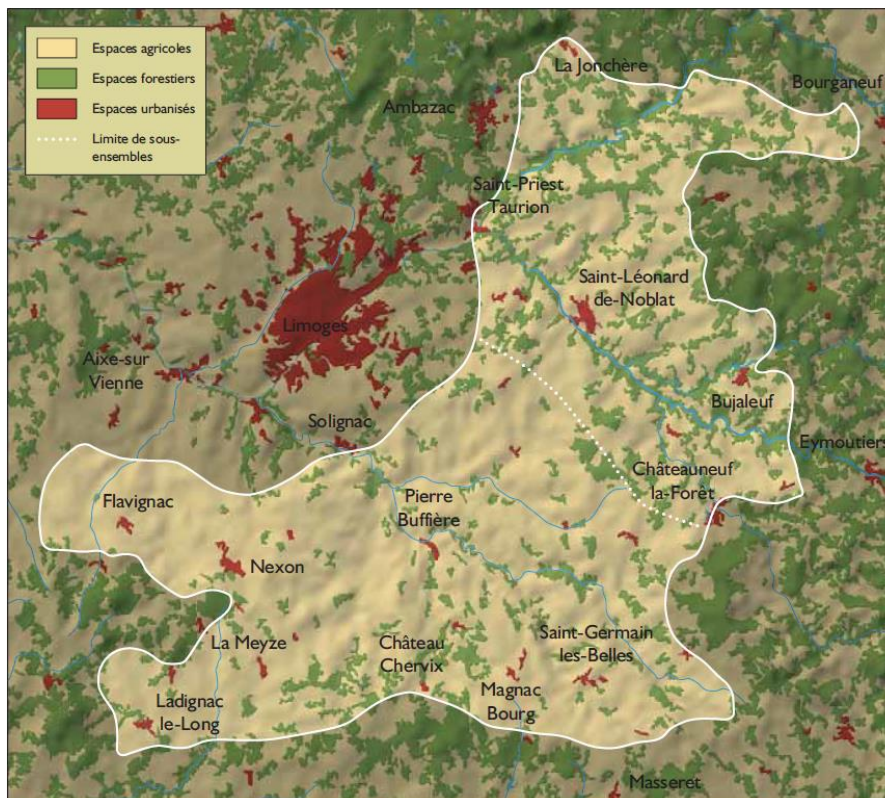 Espaces agricoles
Espaces forestiers
Espaces urbanisés
Limite de sous-
ensembles
La Jonchère
Bourganeuf
Ambazac
Saint-Priest
Taurion
Saint-Léonard
de-Noblat
Limoges
Aixe-sur
Vienne
Bujaleuf
Solignac
Eymoutiers
Châteauneuf
la-Forêt
Flavignac
Pierre
Buffière
Nexon
La Meyze
Château
Chervix
Saint-Germain
les-Belles
Ladignac
le-Long
Magnac
Bourg
Masseret